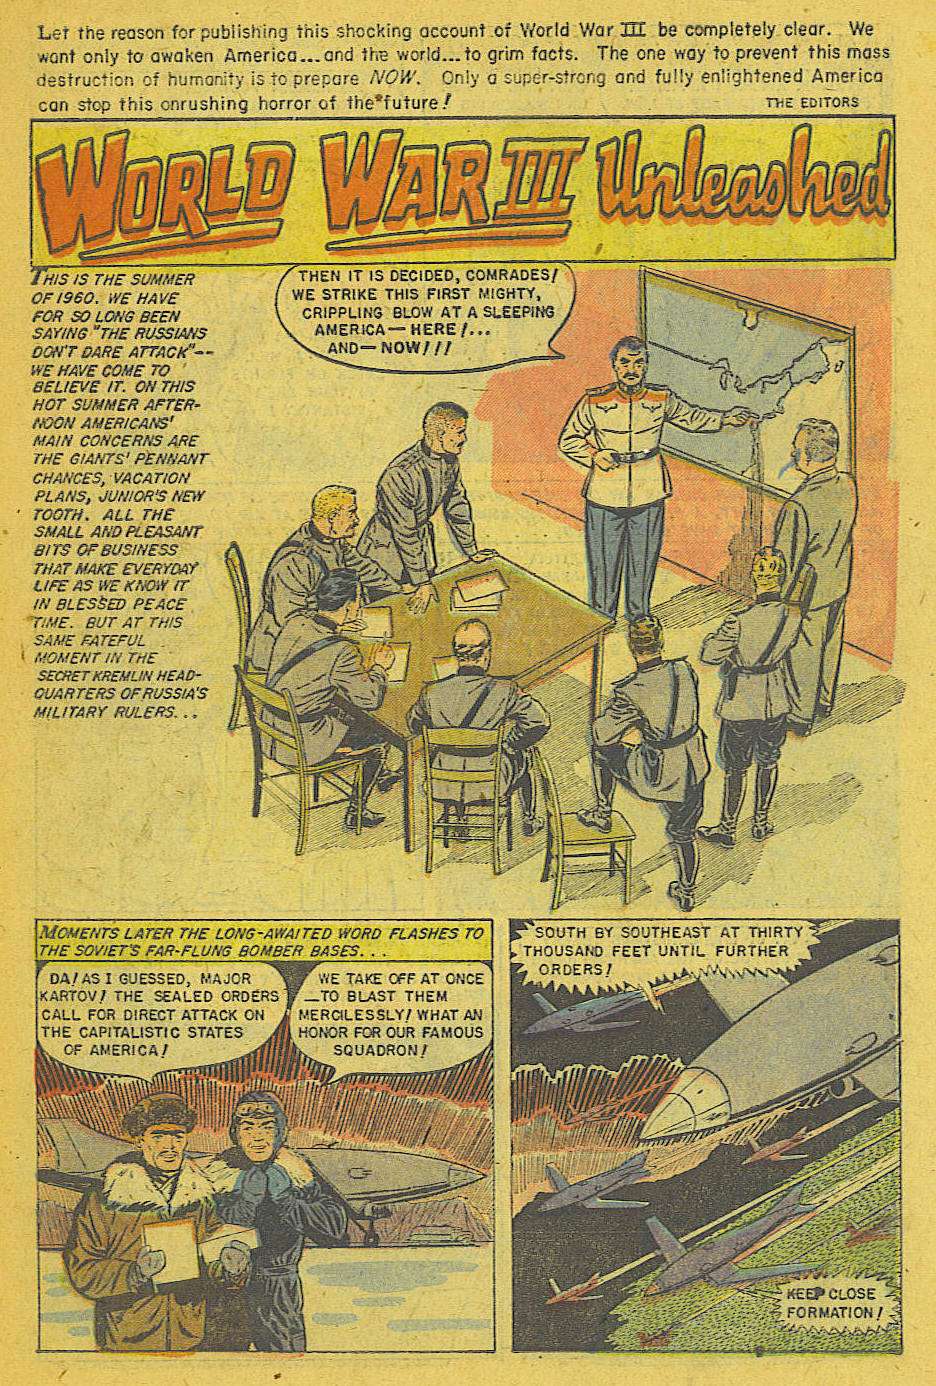 Let the reason for publishing this shocking account of World War III be completely clear. We
want only to awaken America...and the world...to grim facts. The one way to prevent this mass
destruction of humanity is to prepare NOW. Only a super-strong and fully enlightened America
can stop this onrushing horror of the future!
THE EDITORS
WORLD WAR III Unleashed
THIS IS THE SUMMER
OF 1960. WE HAVE
FOR SO LONG BEEN
SAYING "THE RUSSIANS
DON'T DARE ATTACK"--
WE HAVE COME TO
BELIEVE IT. ON THIS
HOT SUMMER AFTER-
NOON AMERICANS'
MAIN CONCERNS ARE
THE GIANTS' PENNANT
CHANCES, VACATION
PLANS, JUNIOR'S NEW
TOOTH. ALL THE
SMALL AND PLEASANT
BITS OF BUSINESS
THAT MAKE EVERYDAY
LIFE AS WE KNOW IT
IN BLESSED PEACE
TIME. BUT AT THIS
SAME FATEFUL
MOMENT IN THE
SECRET KREMLIN HEAD-
QUARTERS OF RUSSIA'S
MILITARY RULERS...
THEN IT IS DECIDED, COMRADES!
WE STRIKE THIS FIRST MIGHTY,
CRIPPLING BLOW AT A SLEEPING
AMERICA—HERE!...
AND—NOW!!!
MOMENTS LATER THE LONG-AWAITED WORD FLASHES TO
THE SOVIET'S FAR-FLUNG BOMBER BASES...
DA! AS I GUESSED, MAJOR
KARTOV! THE SEALED ORDERS
CALL FOR DIRECT ATTACK ON
THE CAPITALISTIC STATES
OF AMERICA!
WE TAKE OFF AT ONCE
—TO BLAST THEM
MERCILESSLY! WHAT AN
HONOR FOR OUR FAMOUS
SQUADRON!
SOUTH BY SOUTHEAST AT THIRTY
THOUSAND FEET UNTIL FURTHER
ORDERS!
KEEP CLOSE
FORMATION!